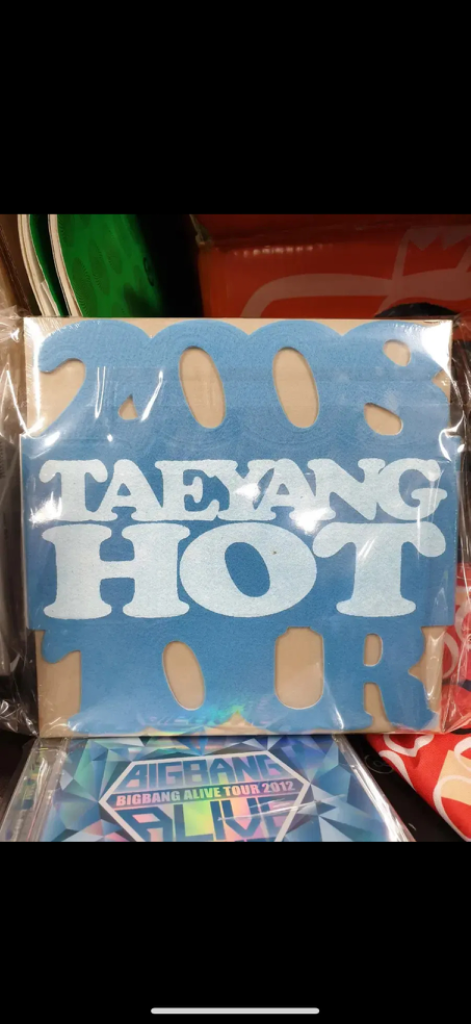 2008
TAEYANG
HOT
TOUR
BIGBANG
BIGBANG ALIVE TOUR 2012
ALIVE